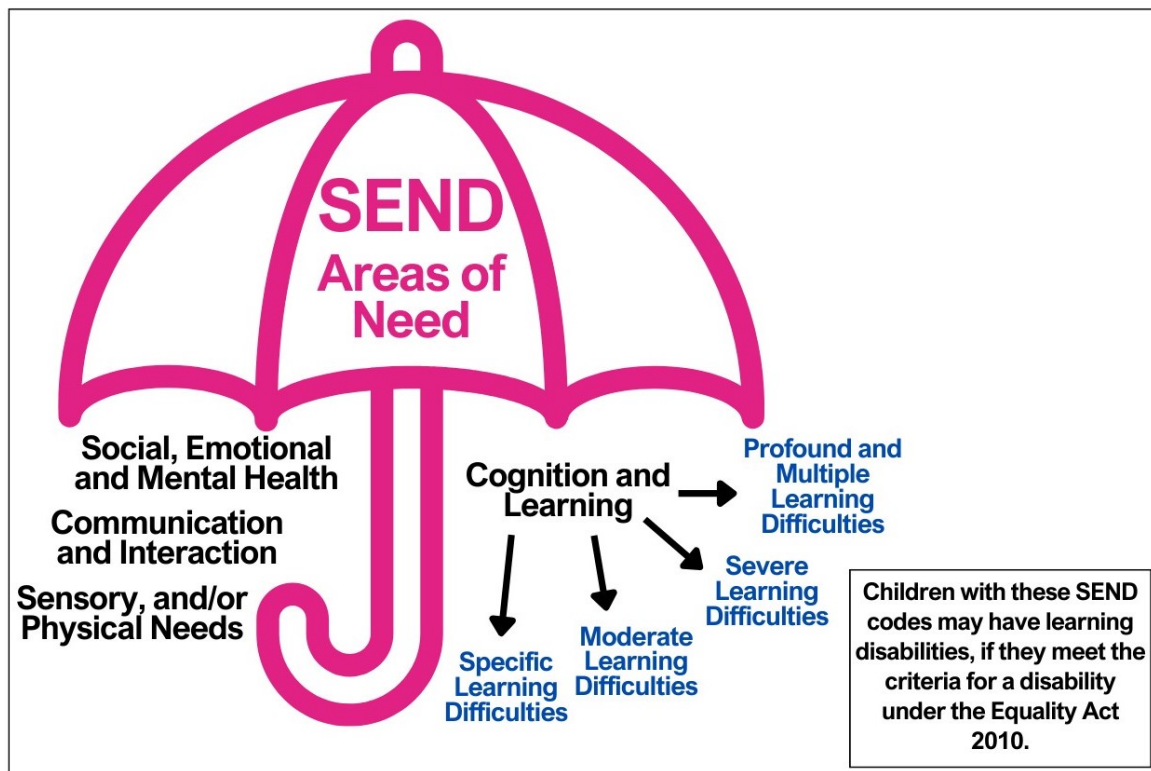 SEND
Areas of
Need
Social, Emotional
and Mental Health
Communication
and Interaction
Sensory, and/or
Physical Needs
Cognition and
Learning
Profound and
Multiple
Learning
Difficulties
Severe
Learning
Difficulties
Moderate
Learning
Difficulties
Specific
Learning
Difficulties
Children with these SEND
codes may have learning
disabilities, if they meet the
criteria for a disability
under the Equality Act
2010.